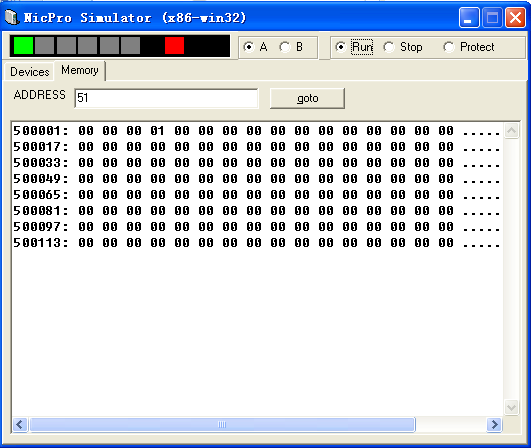 NicPro Simulator (x86-win32)
A B Run Stop Protect
Devices Memory
ADDRESS 51 goto
500001: 00 00 00 01 00 00 00 00 00 00 00 00 00 00 00 00 .....
500017: 00 00 00 00 00 00 00 00 00 00 00 00 00 00 00 00 .....
500033: 00 00 00 00 00 00 00 00 00 00 00 00 00 00 00 00 .....
500049: 00 00 00 00 00 00 00 00 00 00 00 00 00 00 00 00 .....
500065: 00 00 00 00 00 00 00 00 00 00 00 00 00 00 00 00 .....
500081: 00 00 00 00 00 00 00 00 00 00 00 00 00 00 00 00 .....
500097: 00 00 00 00 00 00 00 00 00 00 00 00 00 00 00 00 .....
500113: 00 00 00 00 00 00 00 00 00 00 00 00 00 00 00 00 .....